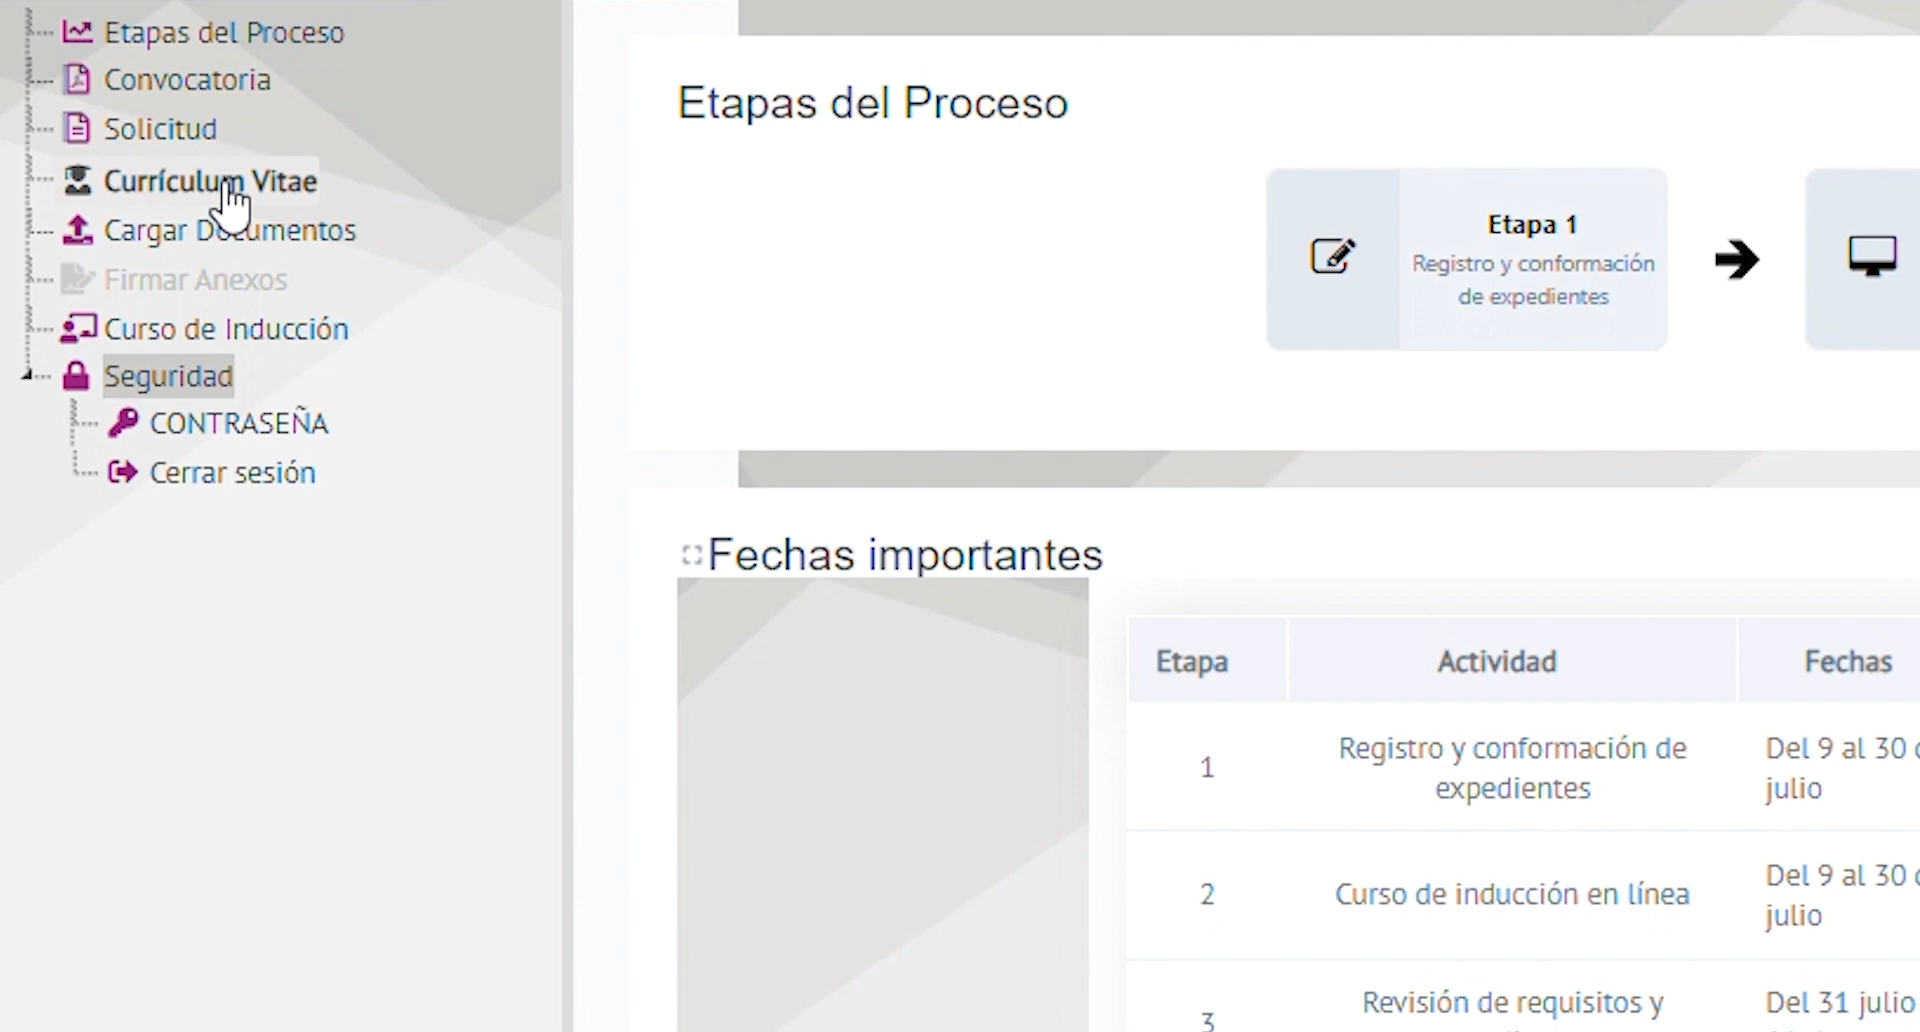 Etapas del Proceso
Convocatoria
Solicitud
Currículum Vitae
Cargar Documentos
Firmar Anexos
Curso de Inducción
Seguridad
CONTRASEÑA
Cerrar sesión
Etapas del Proceso
Etapa 1
Registro y conformación
de expedientes
Fechas importantes
Etapa Actividad Fechas
1
Registro y conformación de
expedientes
Del 9 al 30
julio
2
Curso de inducción en línea
Del 9 al 30
julio
3
Revisión de requisitos y
Del 31 julio